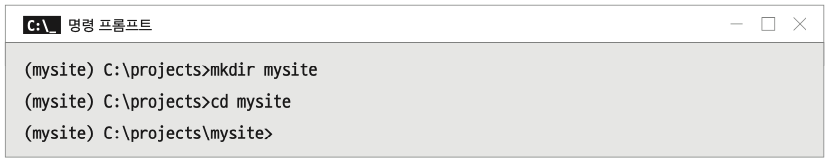 C:\_ 명령 프롬프트
(mysite) C:\projects>mkdir mysite
(mysite) C:\projects>cd mysite
(mysite) C:\projects\mysite>